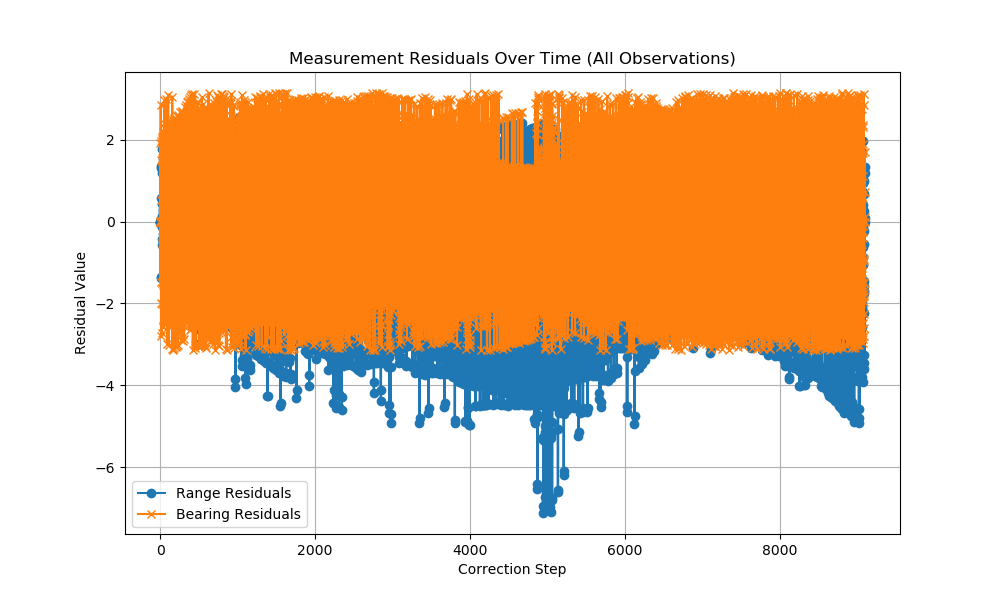 Measurement Residuals Over Time (All Observations)
Residual Value
2
0
−2
−4
−6
Range Residuals
Bearing Residuals
0 2000 4000 6000 8000
Correction Step